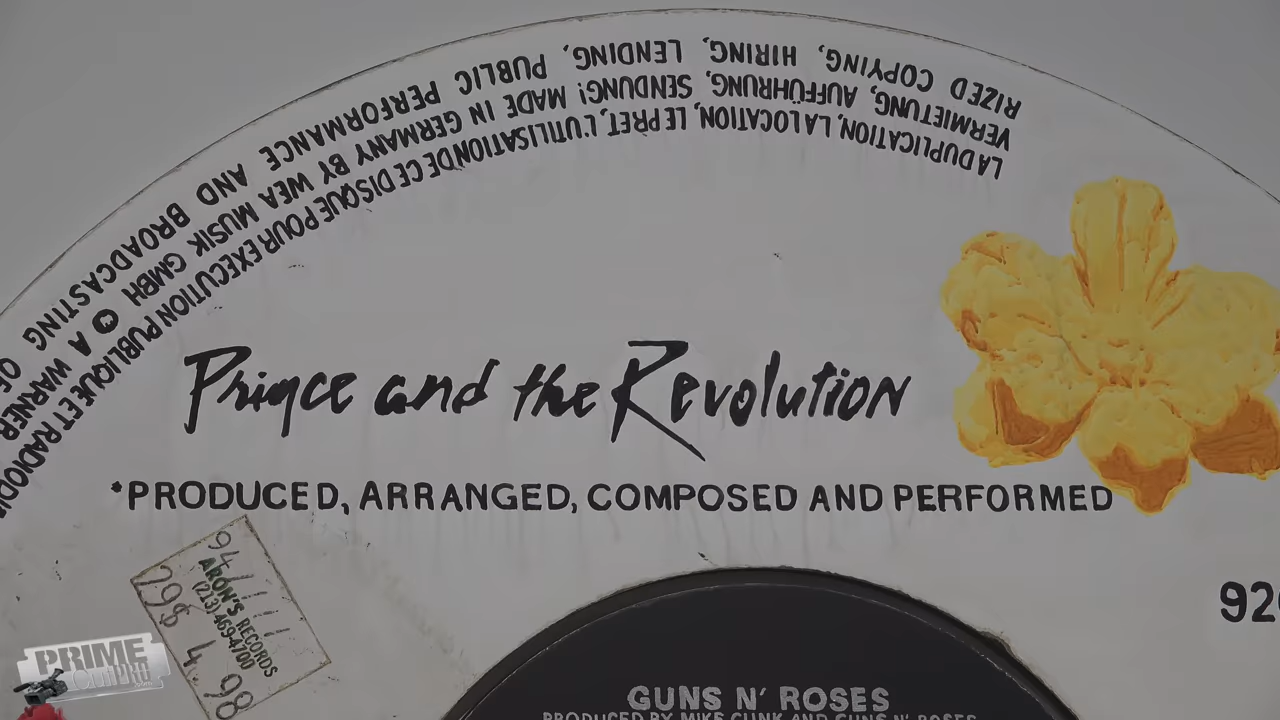 RIZED COPYING, HIRING, LENDING, PUBLIC PERFORMANCE AND BROADCASTING OF
VERMIETUNG, AUFFÜHRUNG, SENDUNG! MADE IN GERMANY BY WEA MUSIK GMBH A WARNER
LA DUPLICATION, LA LOCATION, LE PRET, L'UTILISATION DE CE DISQUE POUR EXECUTION PUBLIQUE ET
Prince and the Revolution
*PRODUCED, ARRANGED, COMPOSED AND PERFORMED
ARON'S RECORDS
(213) 469-4700
29$ 4.98
PRIME
GUNS N' ROSES
PRODUCED BY MIKE CLINK AND GUNS N' ROSES